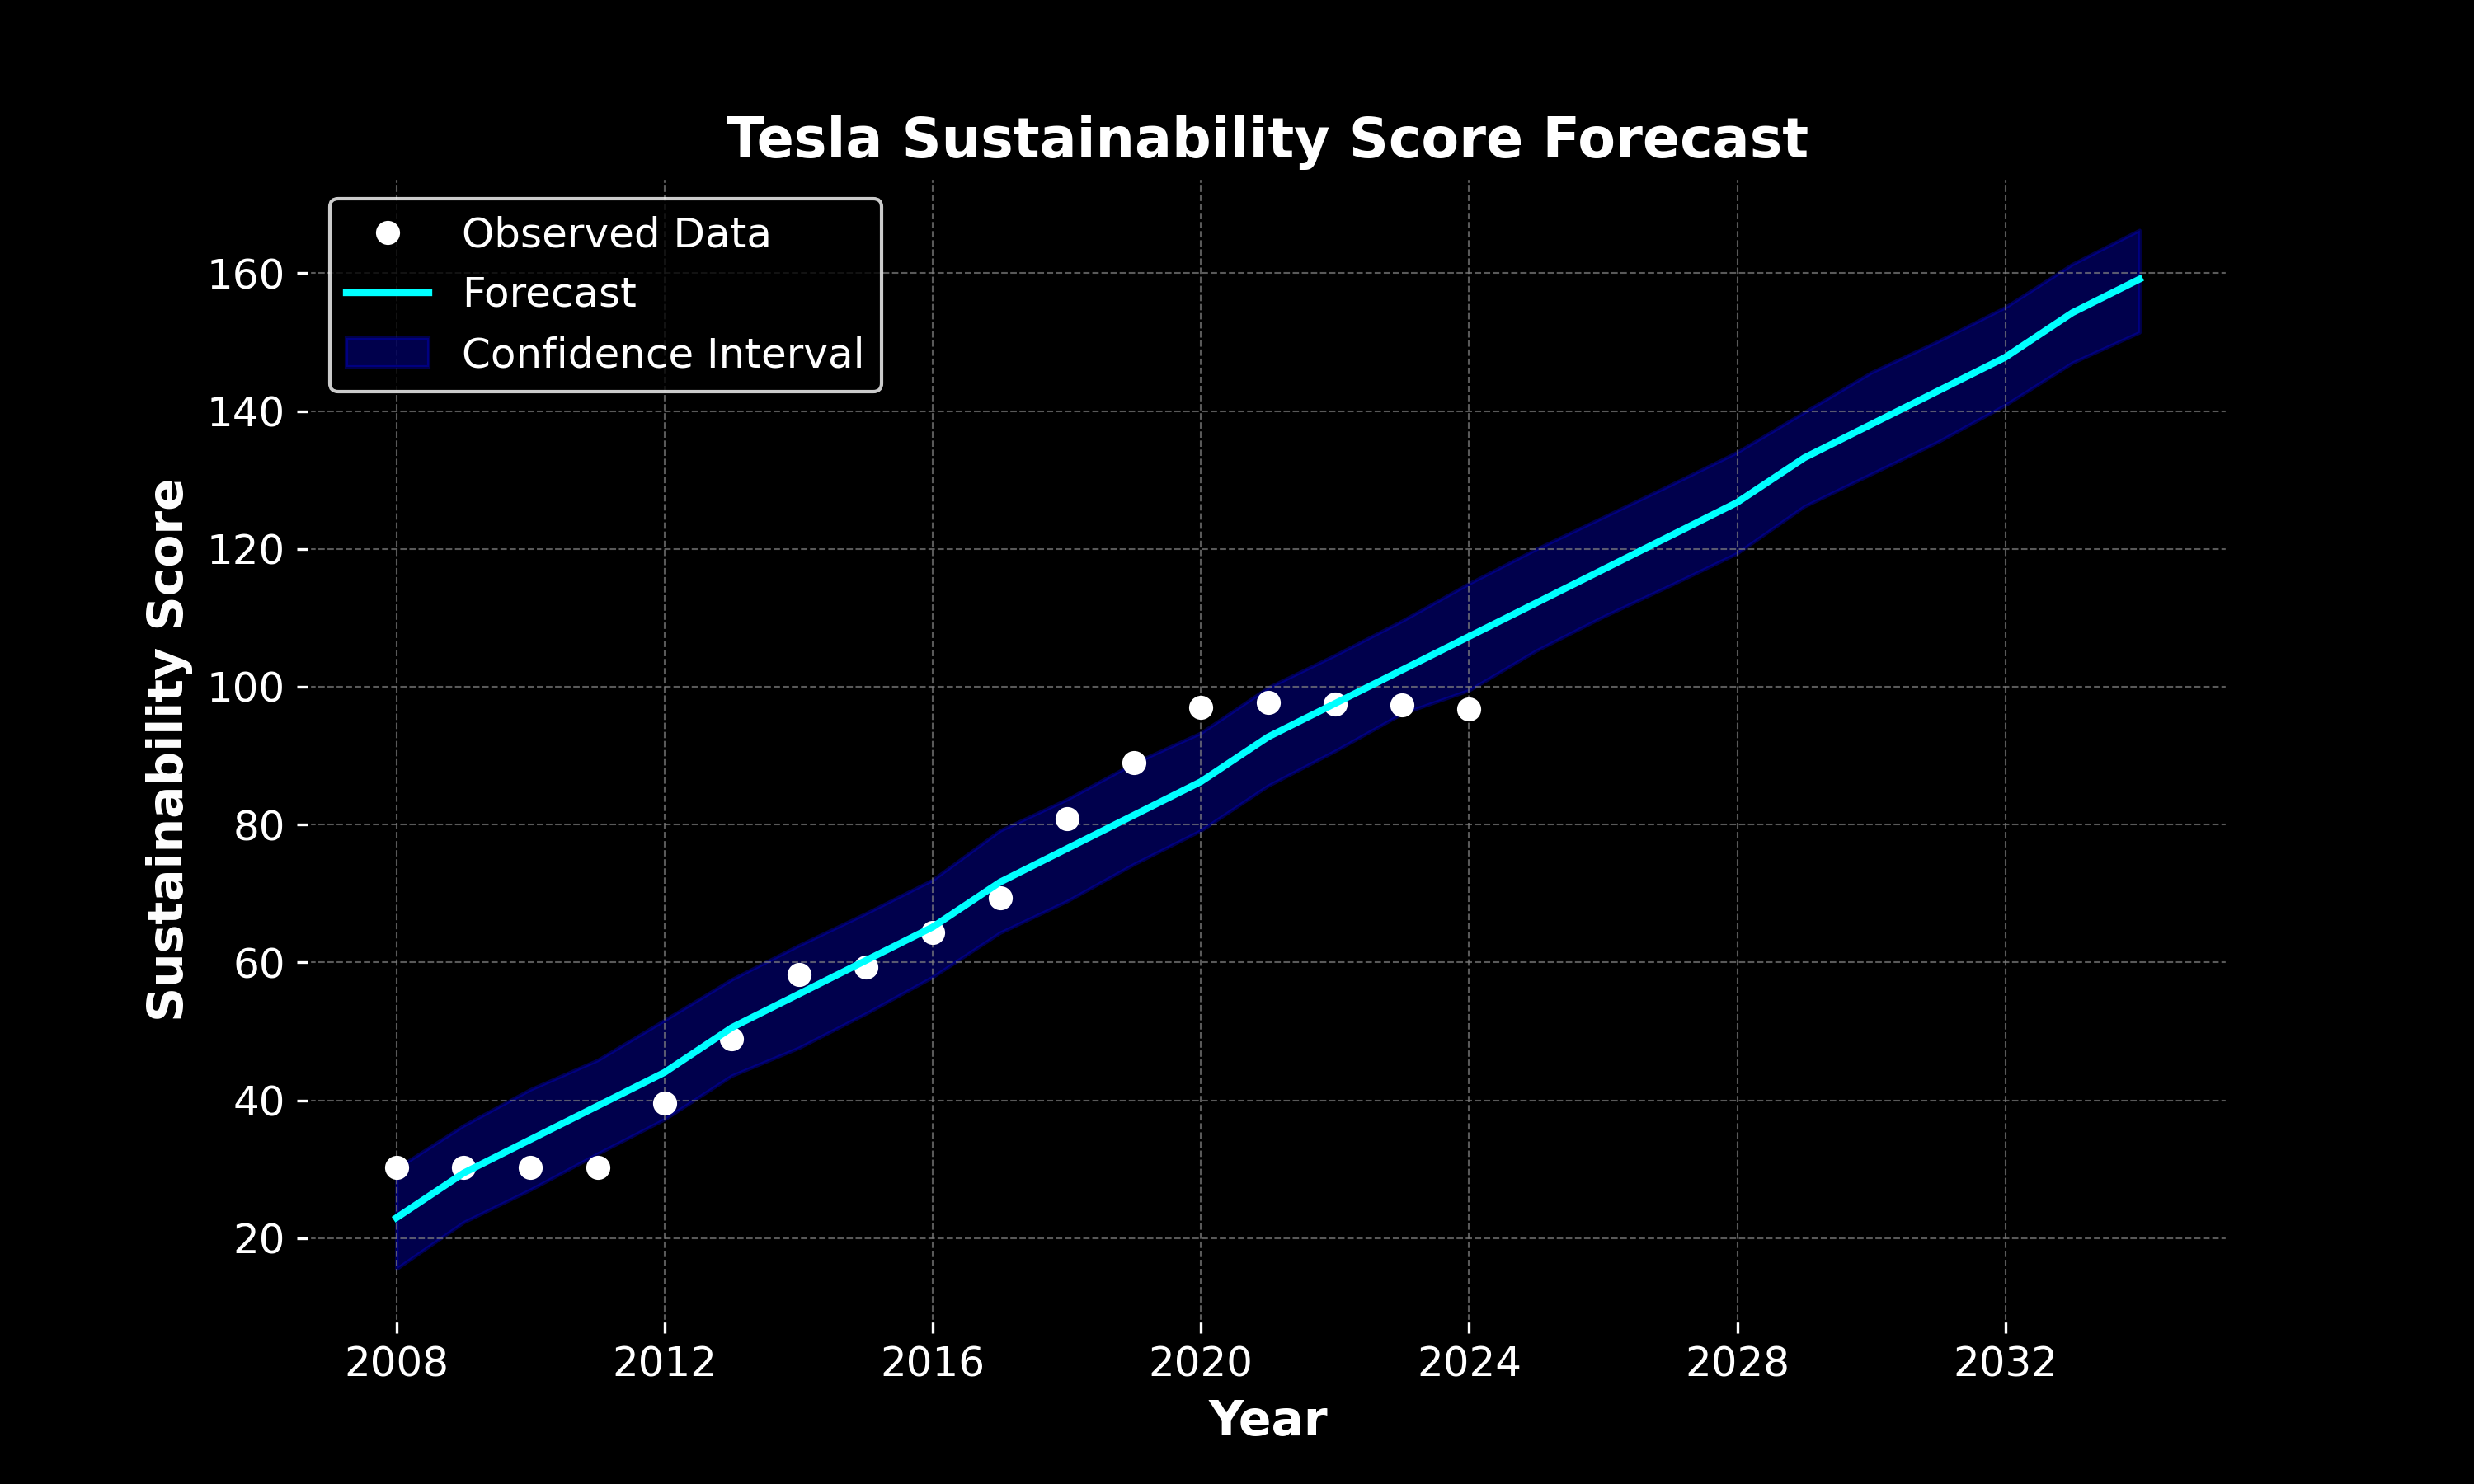 Tesla Sustainability Score Forecast
Observed Data
Forecast
Confidence Interval
Sustainability Score
160
140
120
100
80
60
40
20
2008 2012 2016 2020 2024 2028 2032
Year